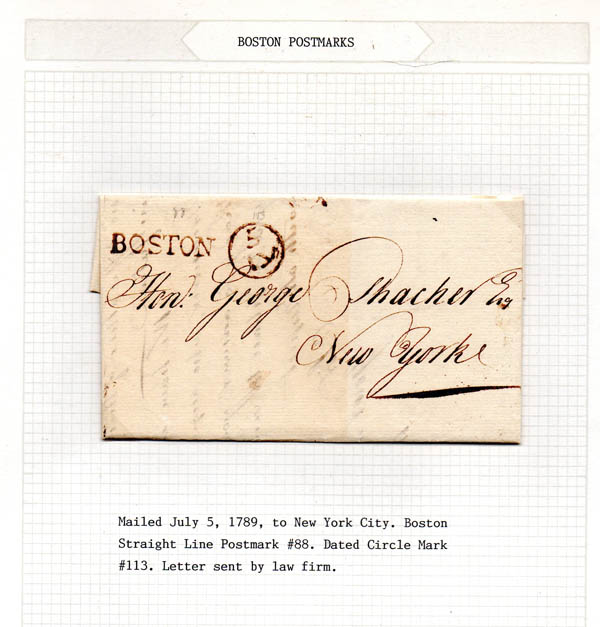 BOSTON POSTMARKS
BOSTON
Hon: George Thacher Esq
New Yorke
Mailed July 5, 1789, to New York City. Boston
Straight Line Postmark #88. Dated Circle Mark
#113. Letter sent by law firm.